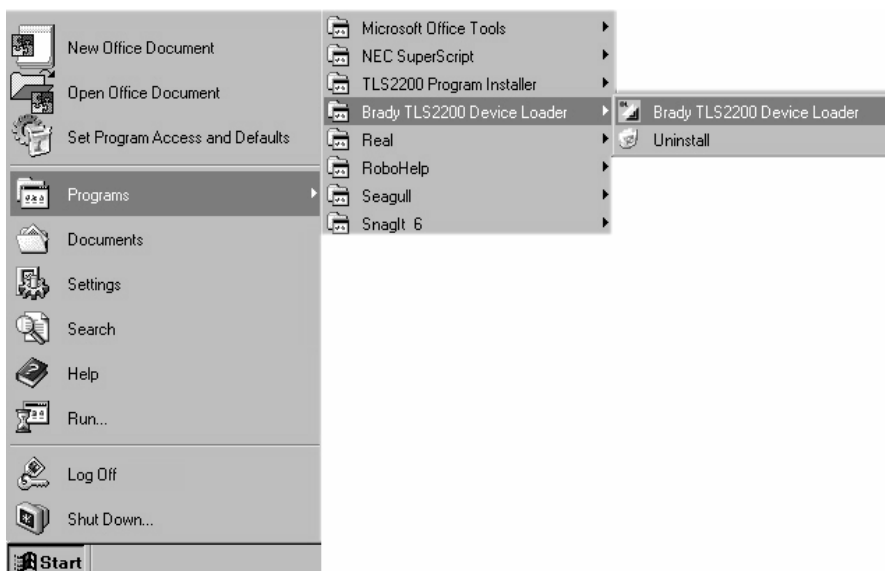 New Office Document
Open Office Document
Set Program Access and Defaults
Programs
Documents
Settings
Search
Help
Run...
Log Off
Shut Down...
Start
Microsoft Office Tools
NEC SuperScript
TLS2200 Program Installer
Brady TLS2200 Device Loader
Real
RoboHelp
Seagull
SnagIt 6
Brady TLS2200 Device Loader
Uninstall